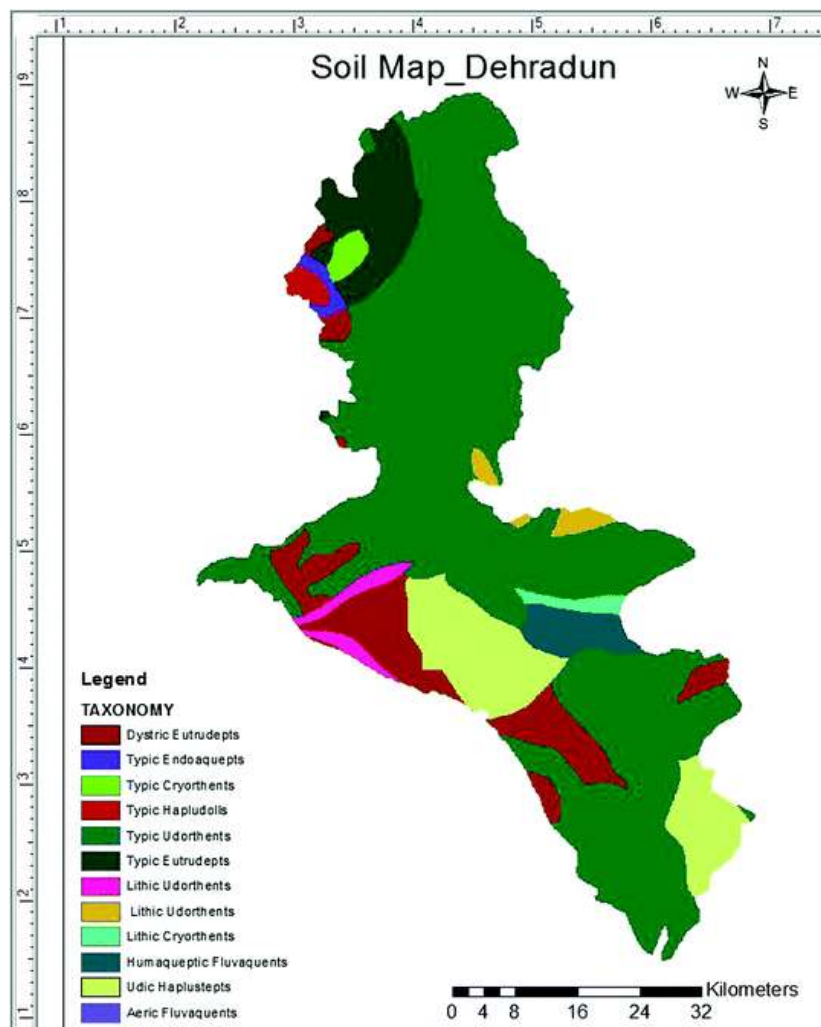 1 2 3 4 5 6 7
Soil Map_Dehradun
N
W E
S
9
8
7
6
5
4
3
2
1
Legend
TAXONOMY
Dystric Eutrudepts
Typic Endoaquepts
Typic Cryorthents
Typic Hapludolls
Typic Udorthents
Typic Eutrudepts
Lithic Udorthents
Lithic Udorthents
Lithic Cryorthents
Humaqueptic Fluvaquents
Udic Haplustepts
Aeric Fluvaquents
Kilometers
0 4 8 16 24 32